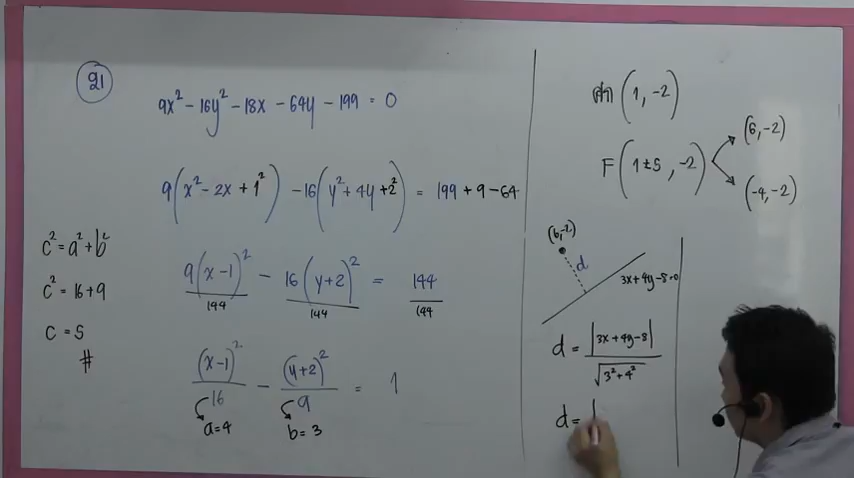 21
9x² - 16y² - 18x - 64y - 199 = 0
9(x² - 2x + 1²) - 16(y² + 4y + 2²) = 199 + 9 - 64
9(x-1)²/144 - 16(y+2)²/144 = 144/144
(x-1)²/16 - (y+2)²/9 = 1
a=4 b=3
c² = a² + b²
c² = 16+9
c = 5
#
(1, -2)
F(1±5, -2)
(6, -2)
(-4, -2)
(6,-2)
d
3x+4y-8=0
d = |3x+4y-8|/√3²+4²
d = |